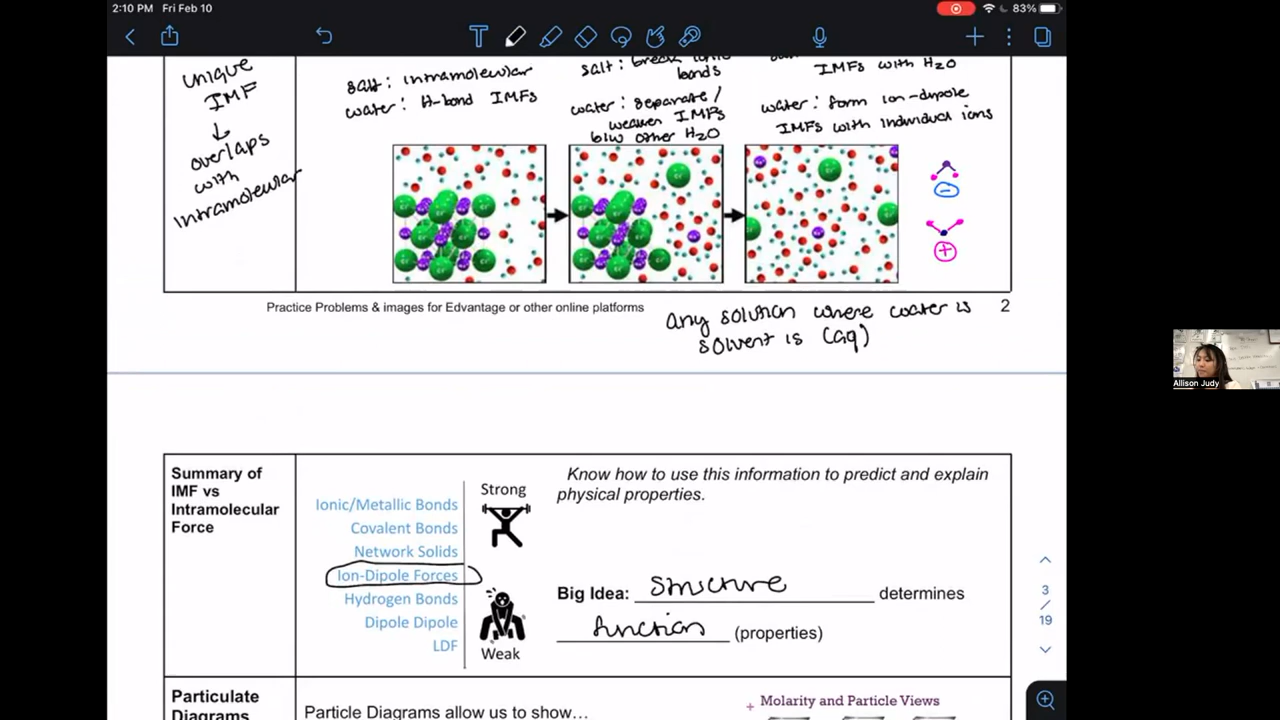 2:10 PM Fri Feb 10
83%
unique
IMF
↓
overlaps
with
intramolecular
salt: intramolecular
water: H-bond IMFs
salt: break ionic
bonds
water: separate/
weaken IMFs
b/w other H2O
IMFs with H2O
water: form ion-dipole
IMFs with individual ions
−
+
Practice Problems & images for Edvantage or other online platforms
2
any solution where water is
solvent is (aq)
Summary of
IMF vs
Intramolecular
Force
Ionic/Metallic Bonds
Covalent Bonds
Network Solids
Ion-Dipole Forces
Hydrogen Bonds
Dipole Dipole
LDF
Strong
Weak
Know how to use this information to predict and explain
physical properties.
Big Idea: structure determines
function (properties)
3
/
19
Particulate
Diagrams
Particle Diagrams allow us to show…
+ Molarity and Particle Views
Allison Judy